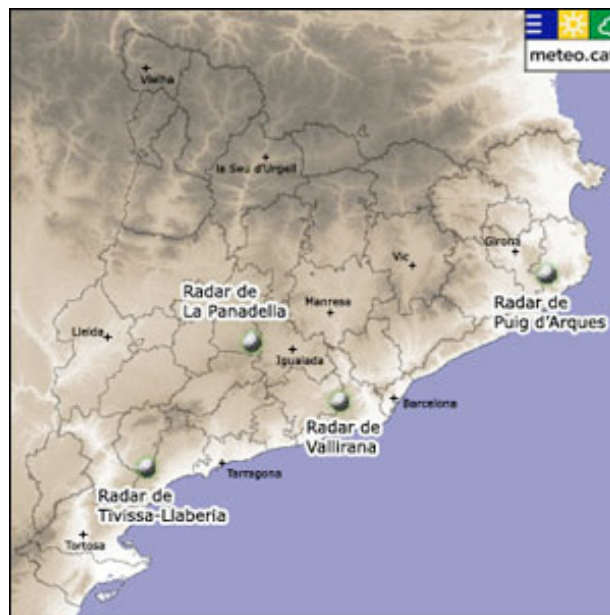 meteo.cat
Vielha
la Seu d'Urgell
Girona
Vic
Radar de
La Panadella
Manresa
Radar de
Puig d'Arques
Lleida
Igualada
Barcelona
Radar de
Vallirana
Tarragona
Radar de
Tivissa-Llaberia
Tortosa